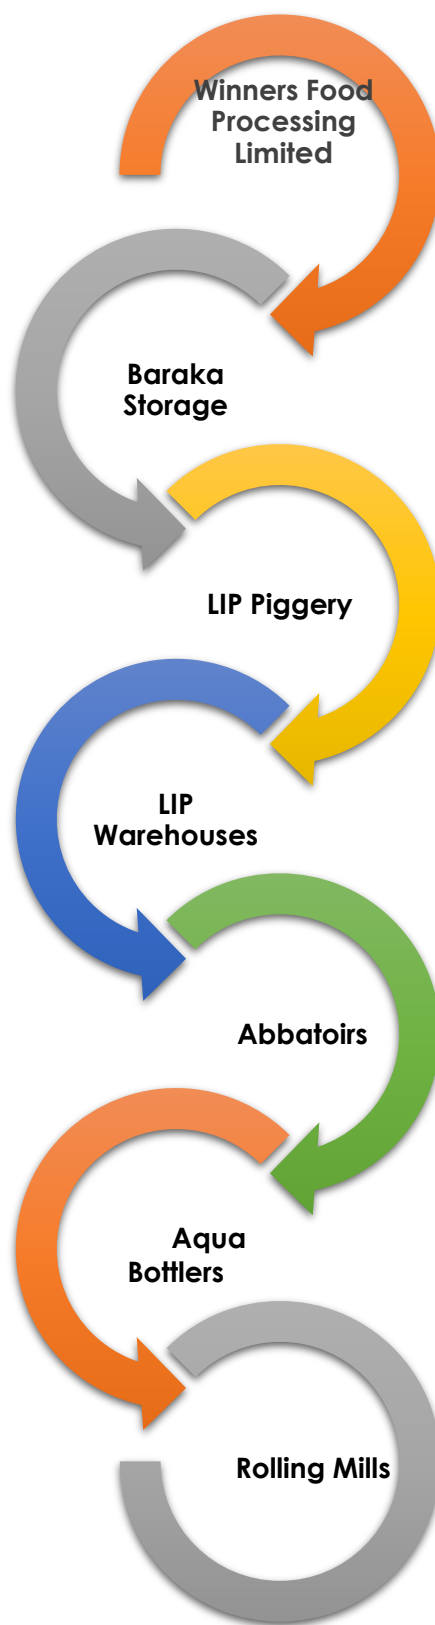 Winners Food
Processing
Limited
Baraka
Storage
LIP Piggery
LIP
Warehouses
Abbatoirs
Aqua
Bottlers
Rolling Mills